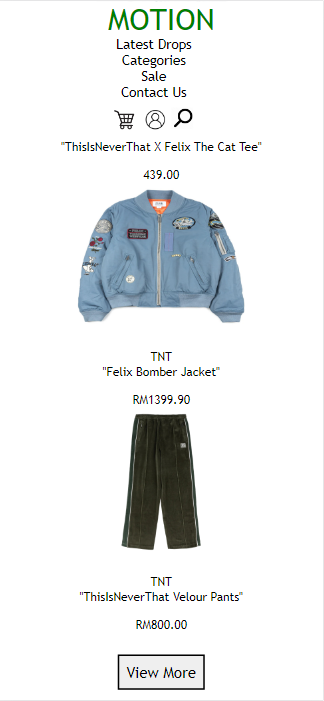 MOTION
Latest Drops
Categories
Sale
Contact Us
"ThisIsNeverThat X Felix The Cat Tee"
439.00
TNT
"Felix Bomber Jacket"
RM1399.90
TNT
"ThisIsNeverThat Velour Pants"
RM800.00
View More